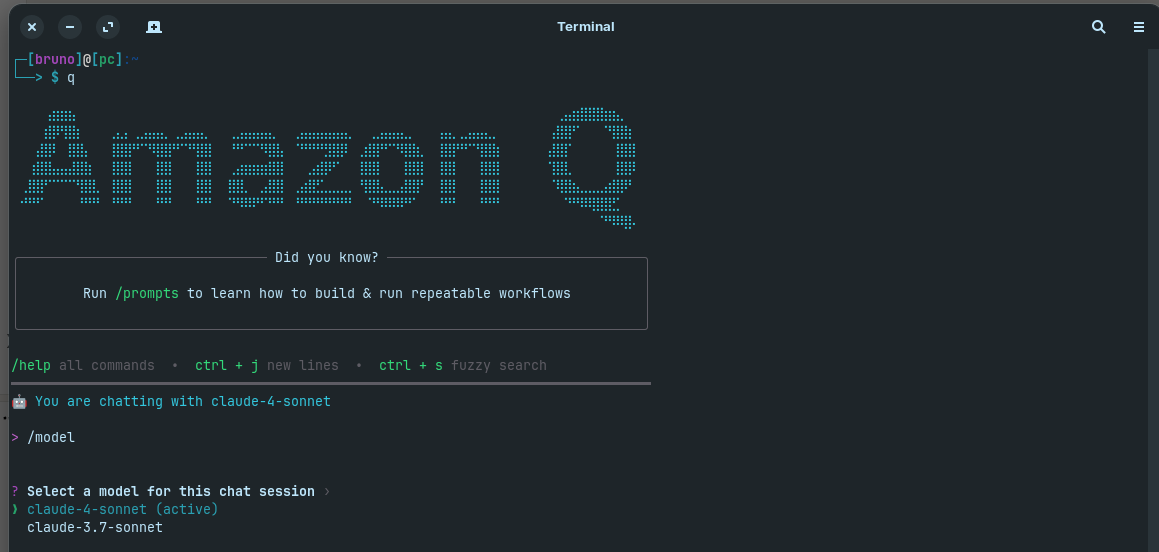 Terminal
[bruno]@[pc]:~
> $ q
Amazon Q
Did you know?
Run /prompts to learn how to build & run repeatable workflows
/help all commands • ctrl + j new lines • ctrl + s fuzzy search
🤖 You are chatting with claude-4-sonnet
> /model
? Select a model for this chat session ›
❯ claude-4-sonnet (active)
claude-3.7-sonnet